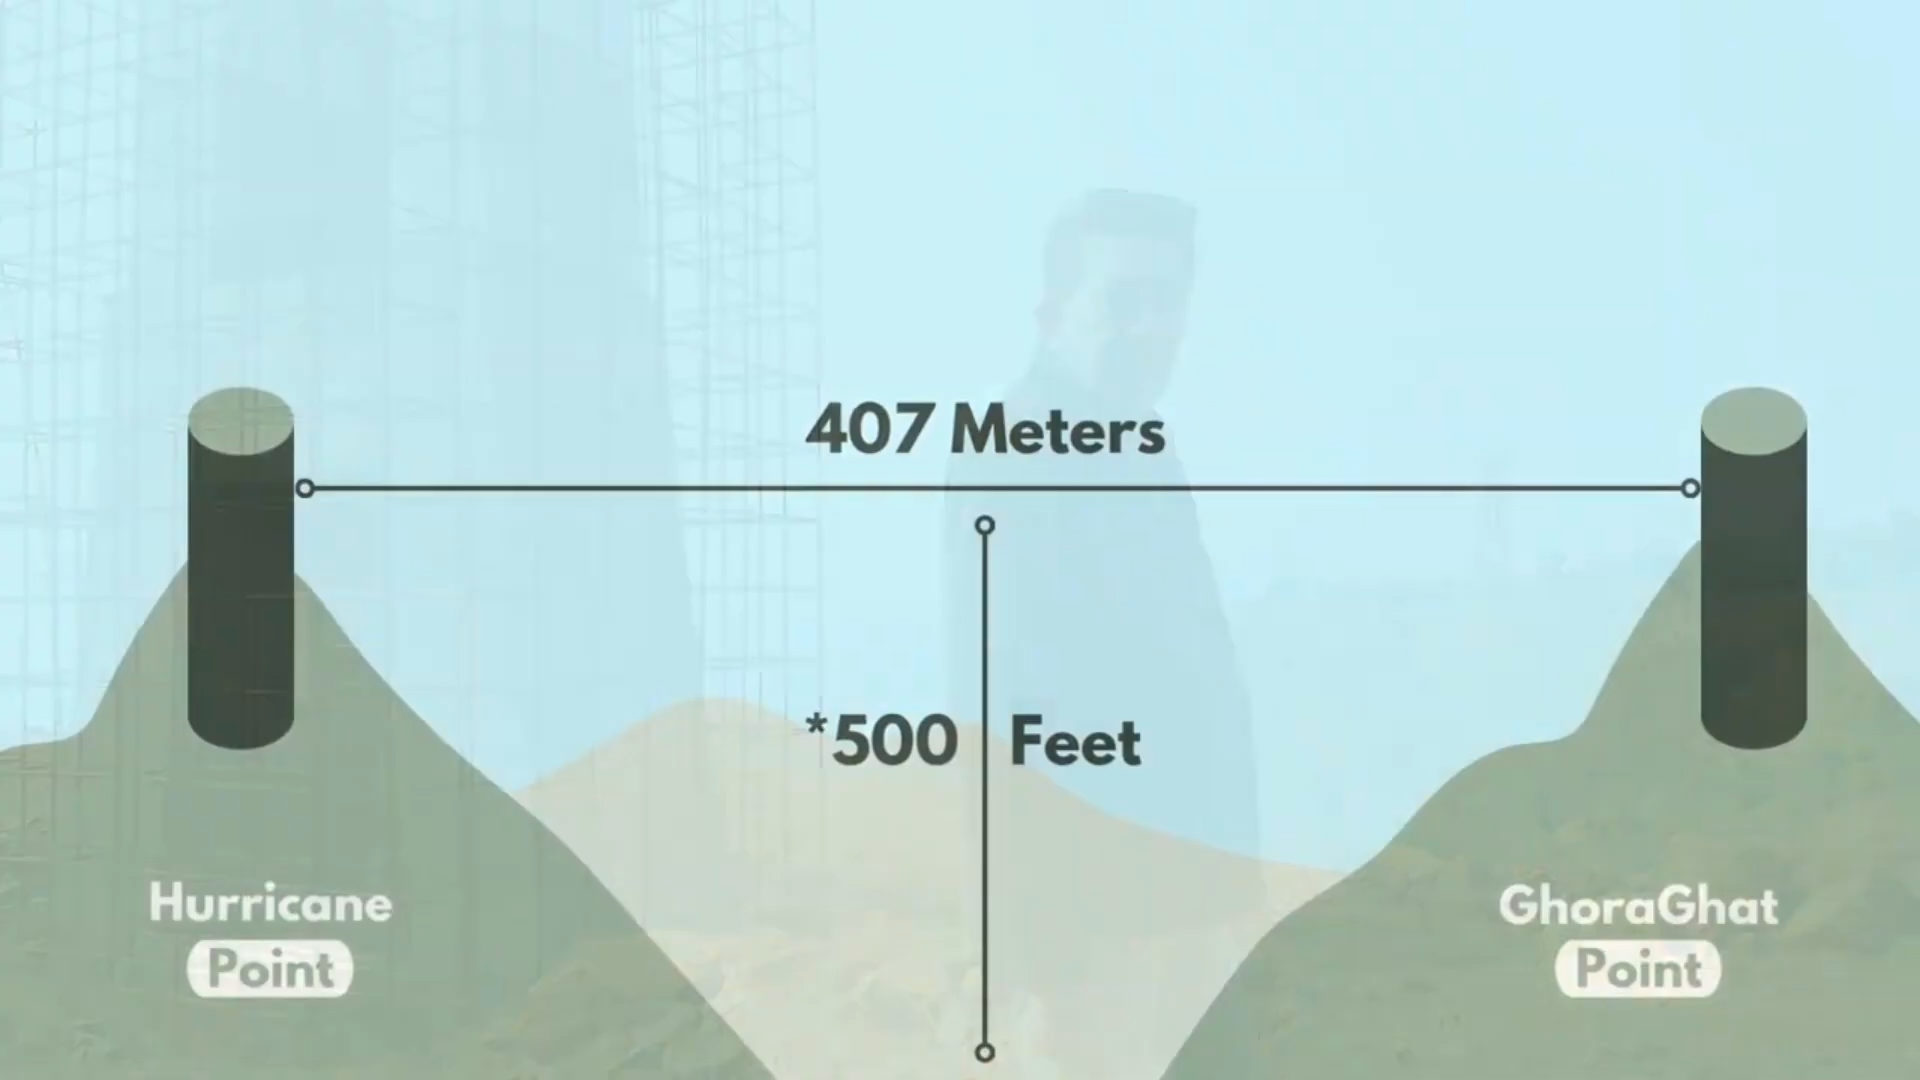 407 Meters
*500 Feet
Hurricane
Point
GhoraGhat
Point